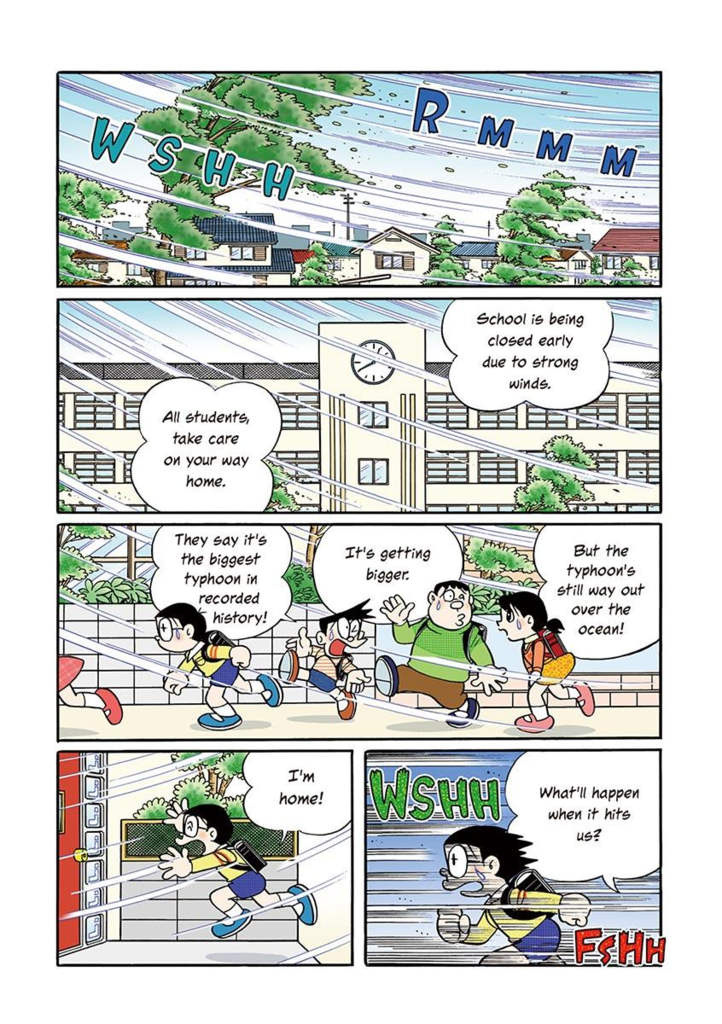 RMMM
WSHH
School is being
closed early
due to strong
winds.
All students,
take care
on your way
home.
But the
typhoon's
still way out
over the
ocean!
It's getting
bigger.
They say it's
the biggest
typhoon in
recorded
history!
What'll happen
when it hits
us?
WSHH
FSHH
I'm
home!